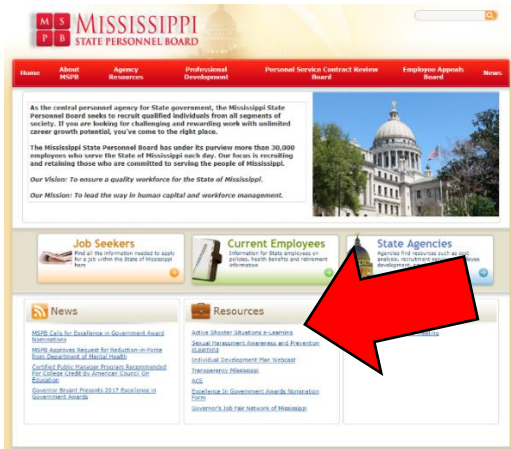 M S
P B
MISSISSIPPI
STATE PERSONNEL BOARD
Home
About
MSPB
Agency
Resources
Professional
Development
Personal Service Contract Review
Board
Employee Appeals
Board
News
As the central personnel agency for State government, the Mississippi State
Personnel Board seeks to recruit qualified individuals from all segments of
society. If you are looking for challenging and rewarding work with unlimited
career growth potential, you've come to the right place.
The Mississippi State Personnel Board has under its purview more than 30,000
employees who serve the State of Mississippi each day. Our focus is recruiting
and retaining those who are committed to serving the people of Mississippi.
Our Vision: To ensure a quality workforce for the State of Mississippi.
Our Mission: To lead the way in human capital and workforce management.
Job Seekers
Find all the information needed to apply
for a job within the State of Mississippi
here
Current Employees
Information for State employees on
policies, health benefits and retirement
information
State Agencies
Agencies find resources such as cost
analysis, recruitment
development
News
MSPB Calls for Excellence in Government Award
Nominations
MSPB Approves Request for Reduction-in-Force
from Department of Mental Health
Certified Public Manager Program Recommended
For College Credit By American Council On
Education
Governor Bryant Presents 2017 Excellence in
Government Awards
Resources
Active Shooter Situations e-Learning
Sexual Harassment Awareness and Prevention
eLearning
Individual Development Plan Webcast
Transparency Mississippi
ACE
Excellence In Government Awards Nomination
Form
Governor's Job Fair Network of Mississippi